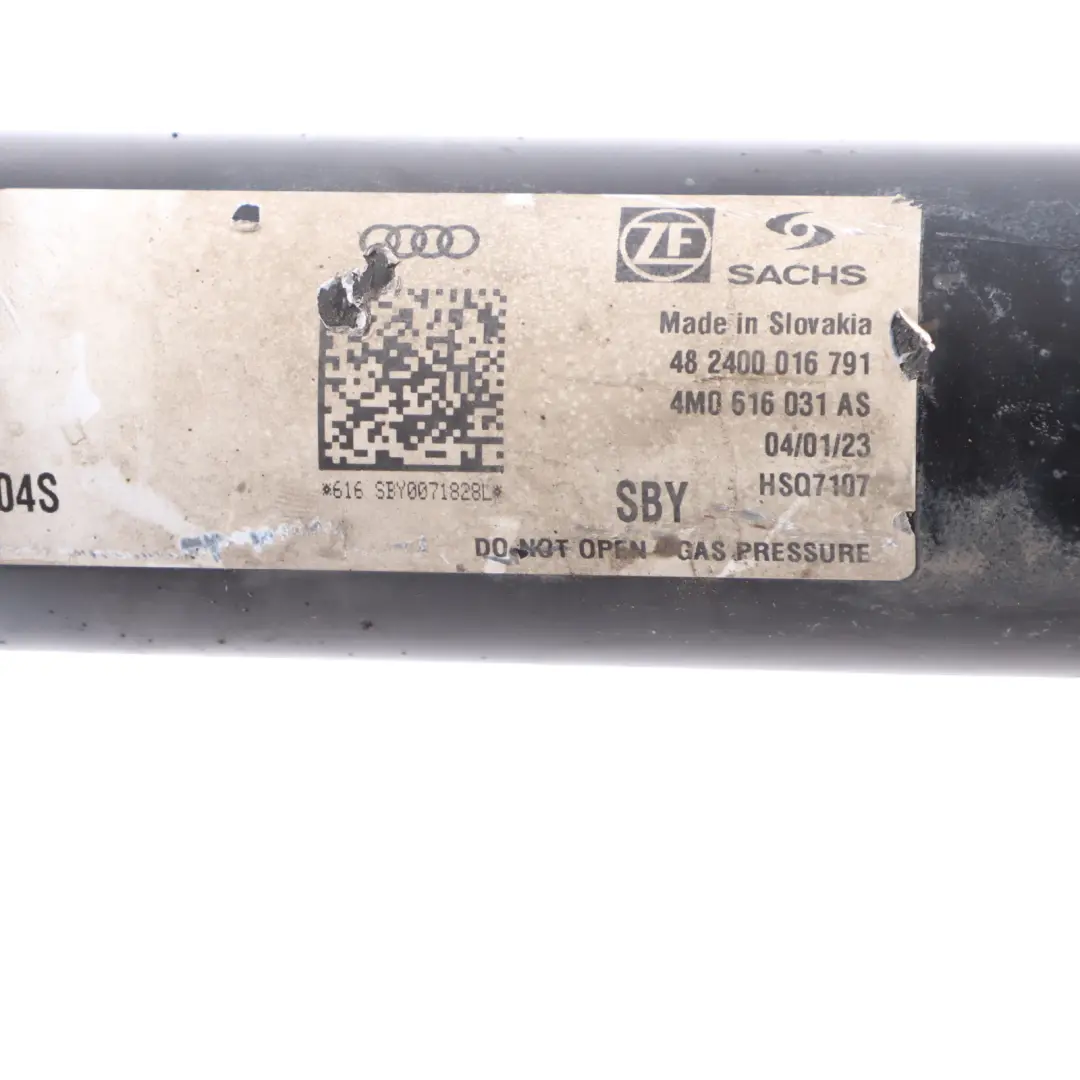 ZF
SACHS
Made in Slovakia
48 2400 016 791
4M0 616 031 AS
04/01/23
HSQ7107
SBY
04S
*616 SBY0071828L*
DO NOT OPEN GAS PRESSURE